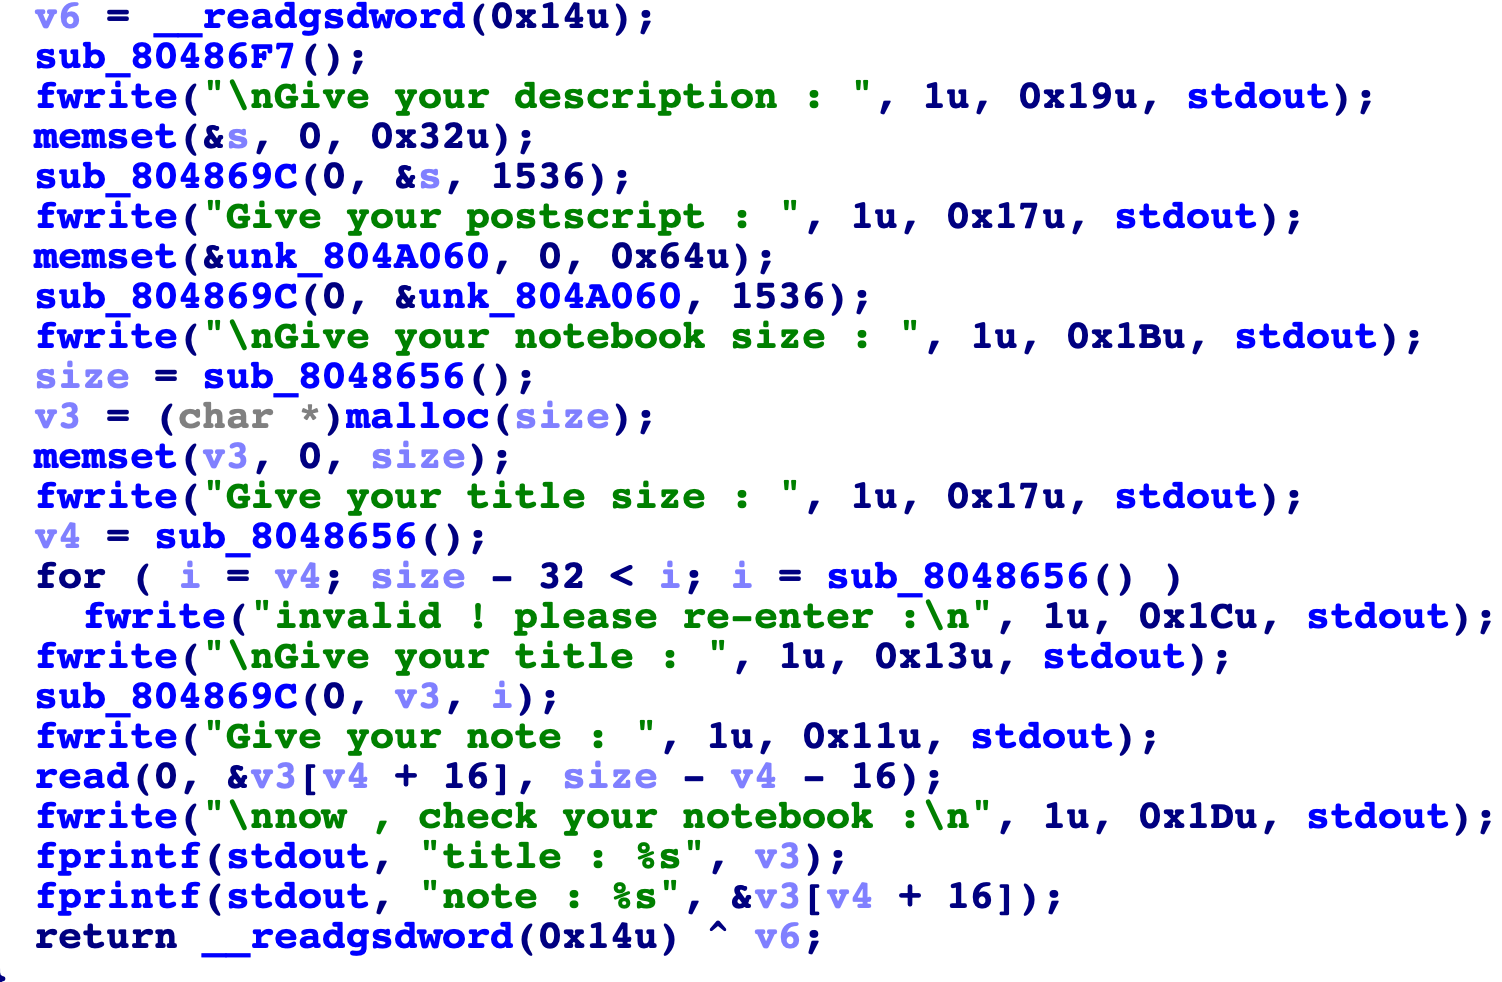 v6 = __readgsdword(0x14u);
sub_80486F7();
fwrite("\nGive your description : ", 1u, 0x19u, stdout);
memset(&s, 0, 0x32u);
sub_804869C(0, &s, 1536);
fwrite("Give your postscript : ", 1u, 0x17u, stdout);
memset(&unk_804A060, 0, 0x64u);
sub_804869C(0, &unk_804A060, 1536);
fwrite("\nGive your notebook size : ", 1u, 0x1Bu, stdout);
size = sub_8048656();
v3 = (char *)malloc(size);
memset(v3, 0, size);
fwrite("Give your title size : ", 1u, 0x17u, stdout);
v4 = sub_8048656();
for ( i = v4; size - 32 < i; i = sub_8048656() )
fwrite("invalid ! please re-enter :\n", 1u, 0x1Cu, stdout);
fwrite("\nGive your title : ", 1u, 0x13u, stdout);
sub_804869C(0, v3, i);
fwrite("Give your note : ", 1u, 0x11u, stdout);
read(0, &v3[v4 + 16], size - v4 - 16);
fwrite("\nnow , check your notebook :\n", 1u, 0x1Du, stdout);
fprintf(stdout, "title : %s", v3);
fprintf(stdout, "note : %s", &v3[v4 + 16]);
return __readgsdword(0x14u) ^ v6;